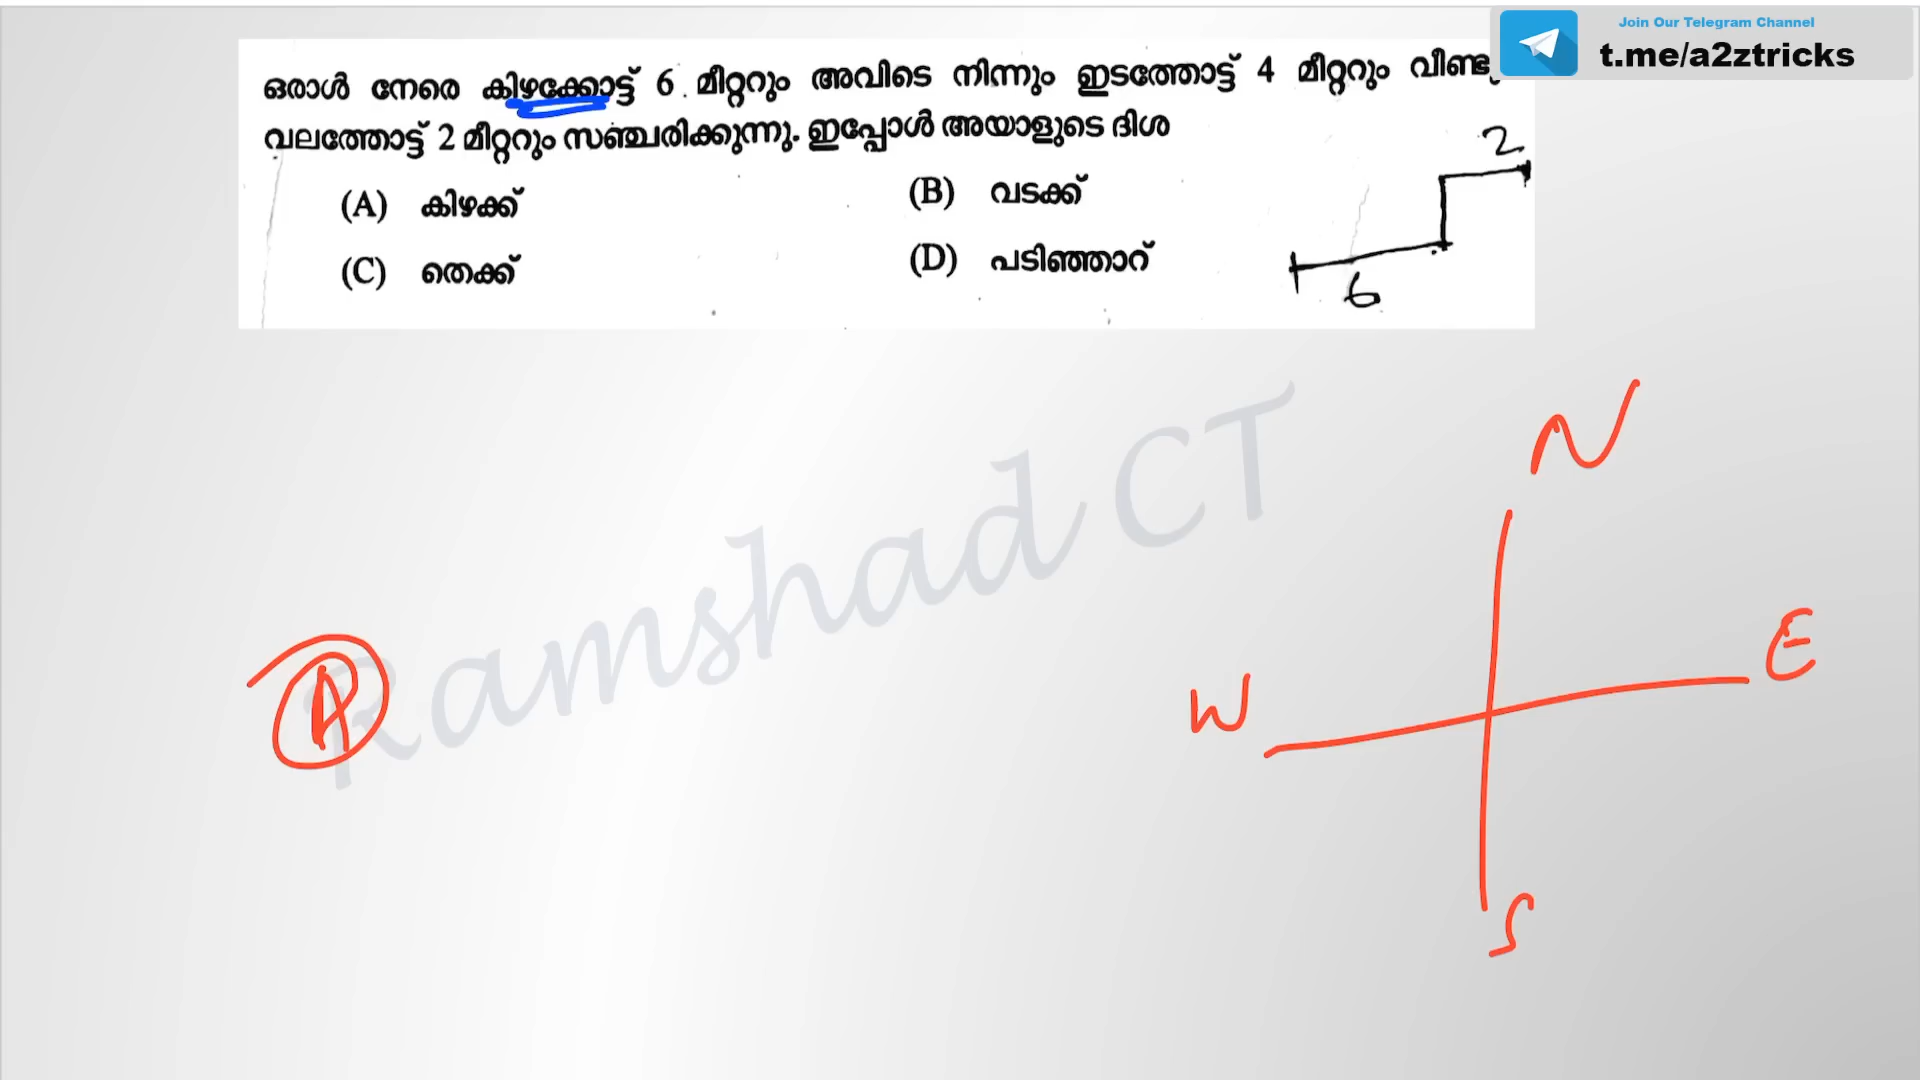 Join Our Telegram Channel
t.me/a2ztricks
ഒരാൾ നേരെ കിഴക്കോട്ട് 6 മീറ്ററും അവിടെ നിന്നും ഇടത്തോട്ട് 4 മീറ്ററും
വലത്തോട്ട് 2 മീറ്ററും സഞ്ചരിക്കുന്നു. ഇപ്പോൾ അയാളുടെ ദിശ
2
(A) കിഴക്ക് (B) വടക്ക്
(C) തെക്ക് (D) പടിഞ്ഞാറ്
6
N
Ramshad CT
E
W
A
S